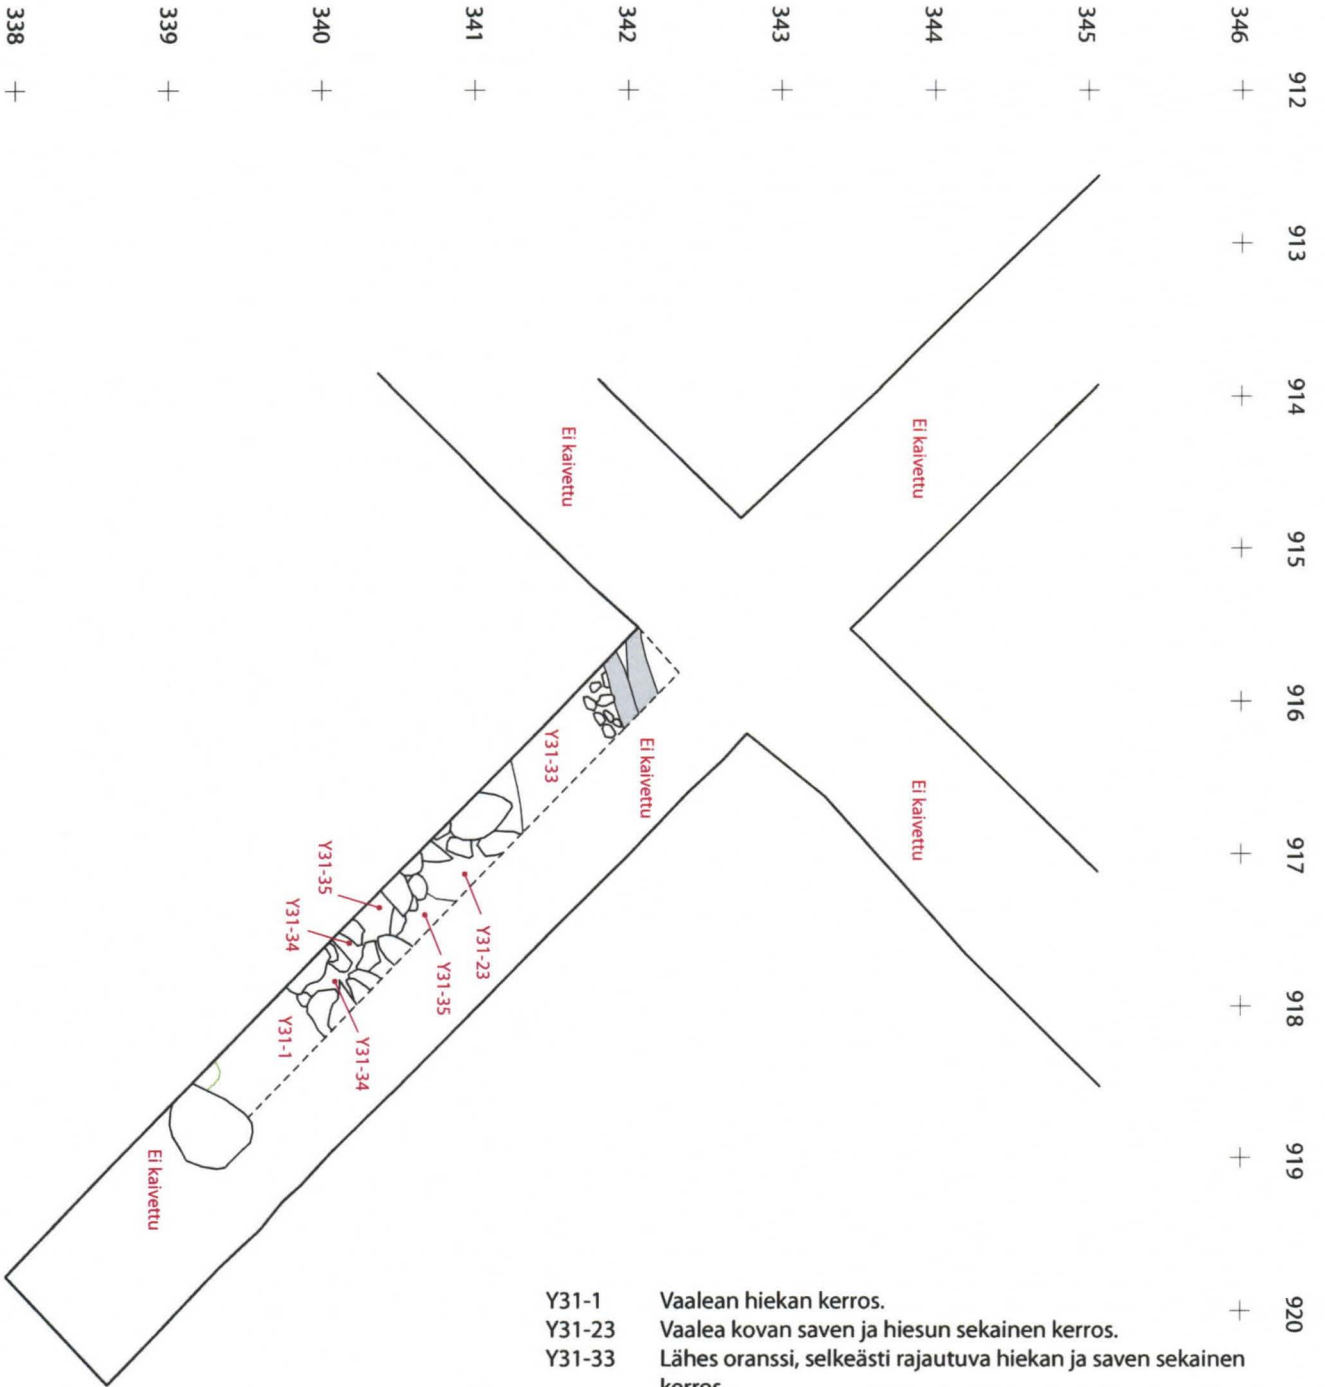 338
339
340
341
342
343
344
345
346
912
913
914
915
916
917
918
919
920
Ei kaivettu
Ei kaivettu
Ei kaivettu
Ei kaivettu
Ei kaivettu
Y31-33
Y31-35
Y31-34
Y31-23
Y31-35
Y31-1
Y31-34
Y31-1 Vaalean hiekan kerros.
Y31-23 Vaalea kovan saven ja hiesun sekainen kerros.
Y31-33 Lähes oranssi, selkeästi rajautuva hiekan ja saven sekainen
kerros